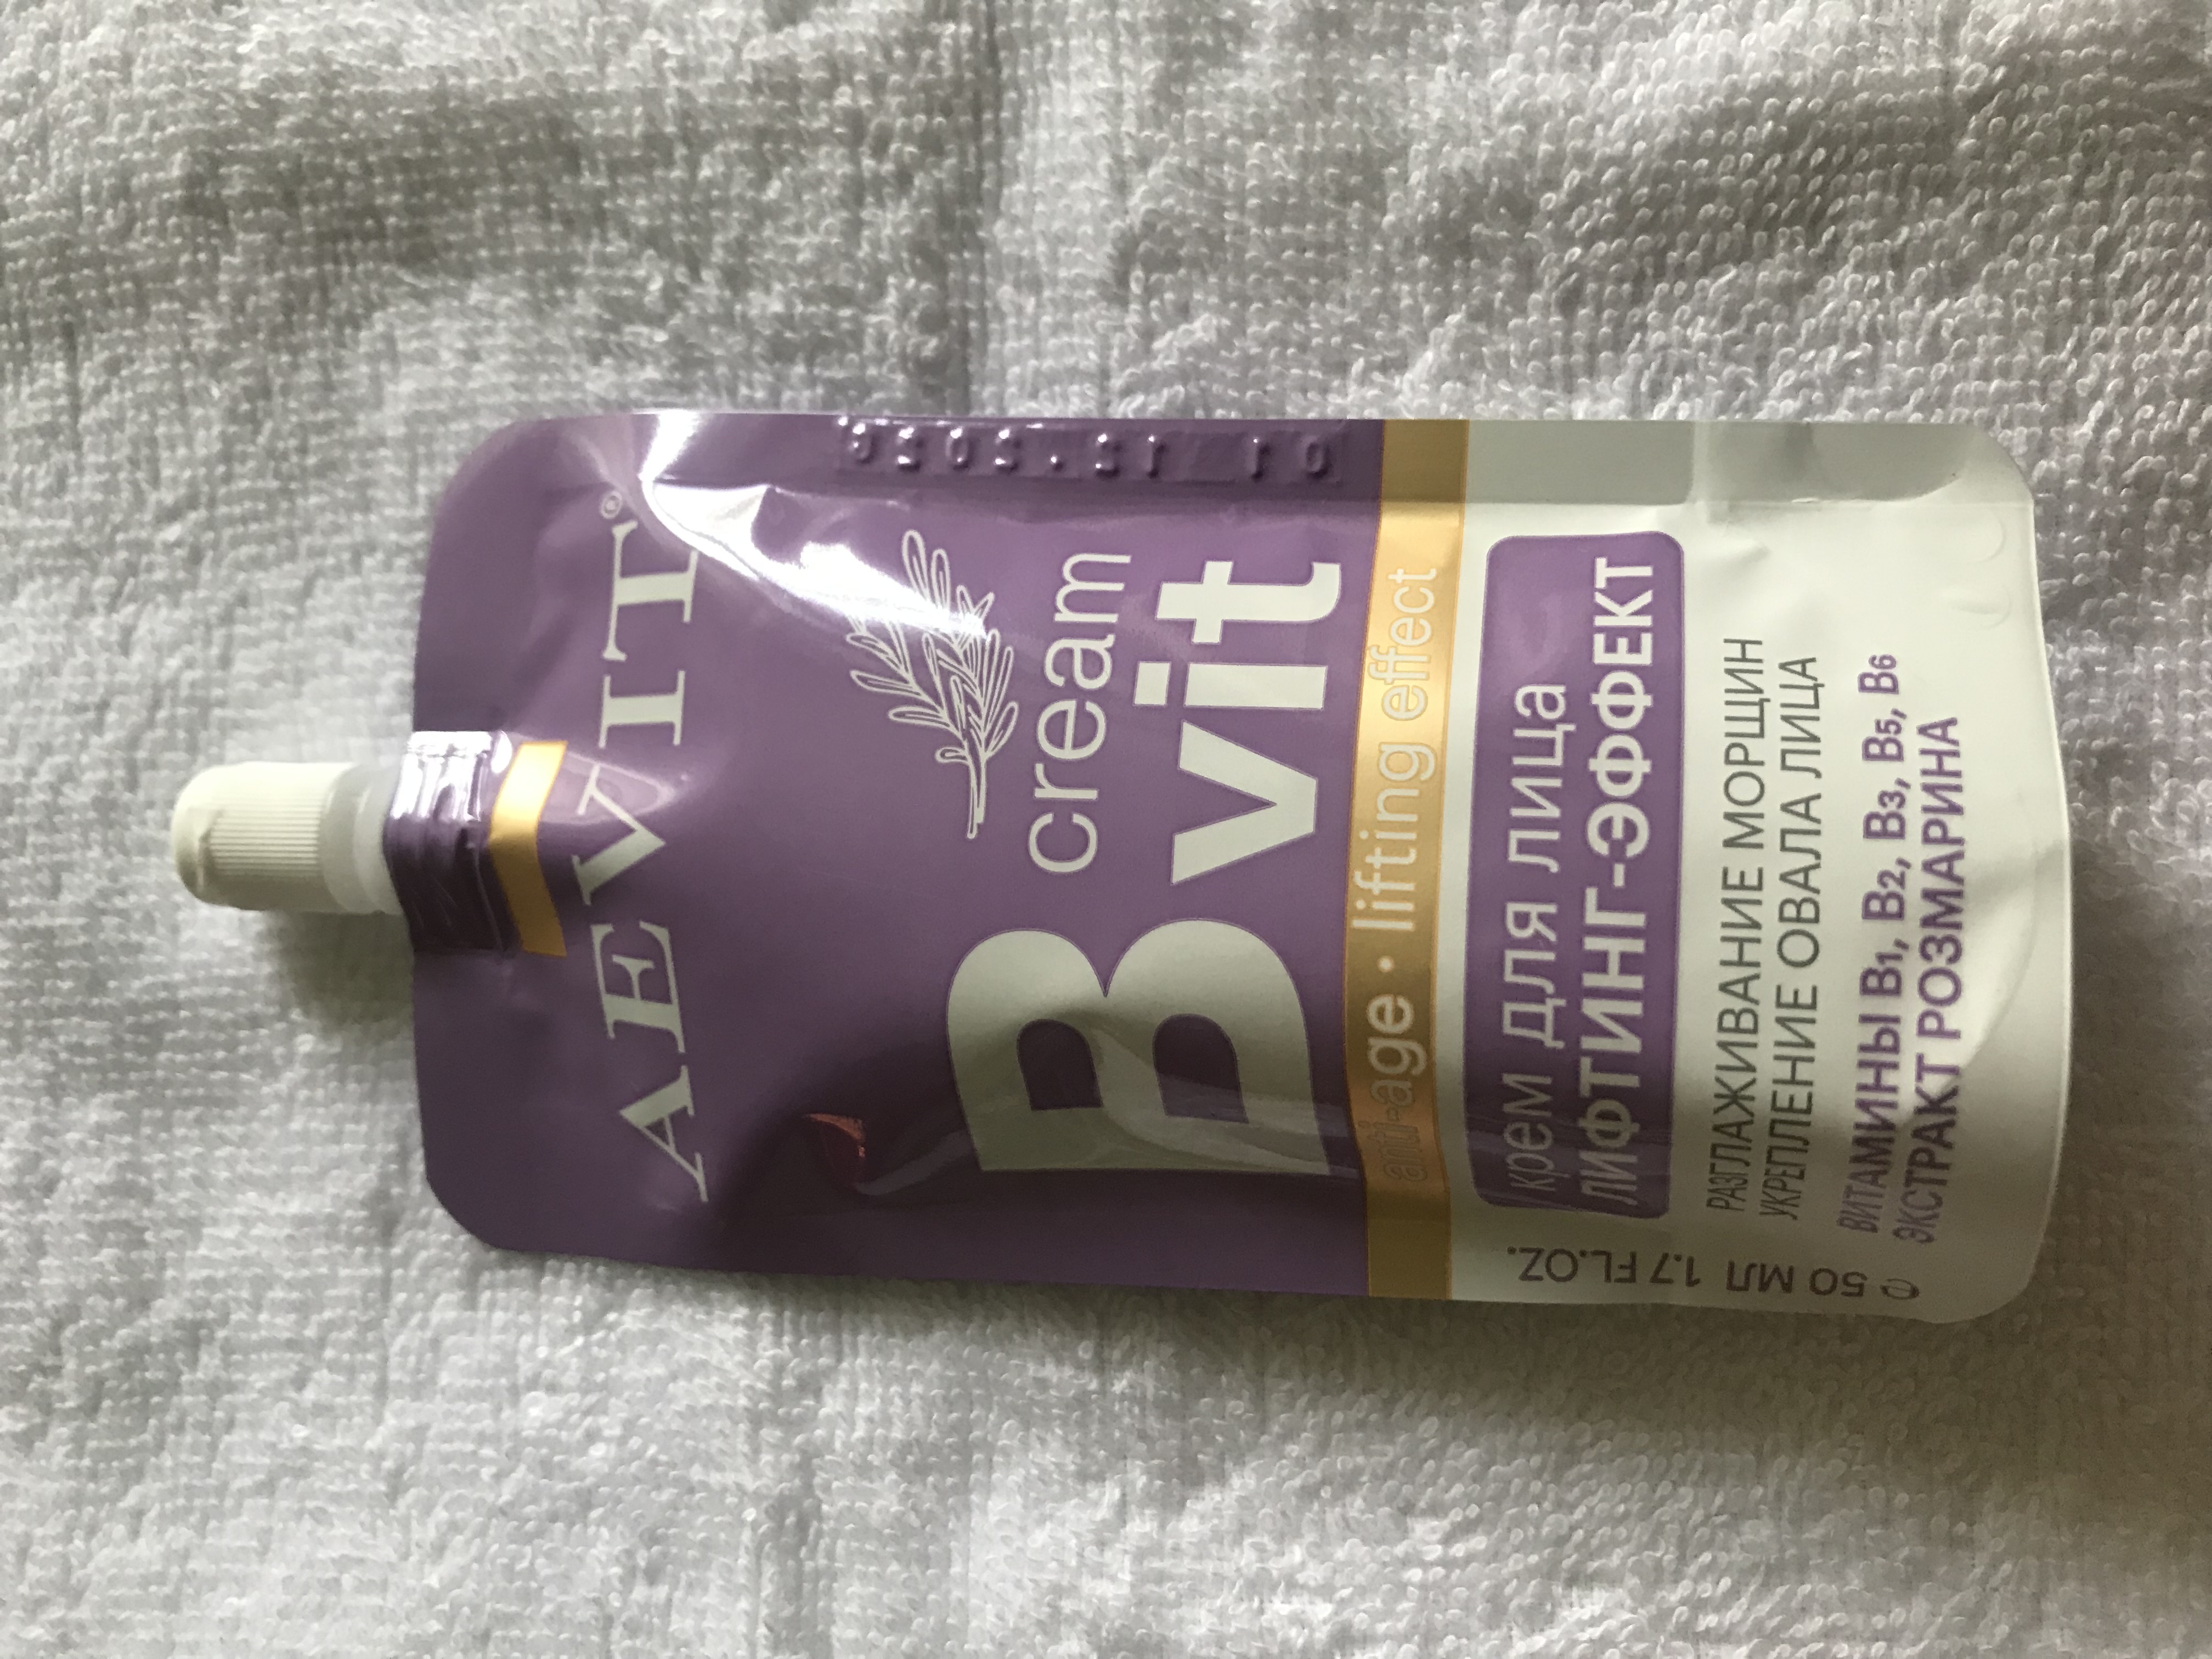 AEVIT®
cream
B vit
anti-age • lifting effect
крем для лица
ЛИФТИНГ-ЭФФЕКТ
РАЗГЛАЖИВАНИЕ МОРЩИН
УКРЕПЛЕНИЕ ОВАЛА ЛИЦА
ВИТАМИНЫ B1, B2, B3, B5, B6
ЭКСТРАКТ РОЗМАРИНА
℮ 50 МЛ 1.7 FL.OZ.